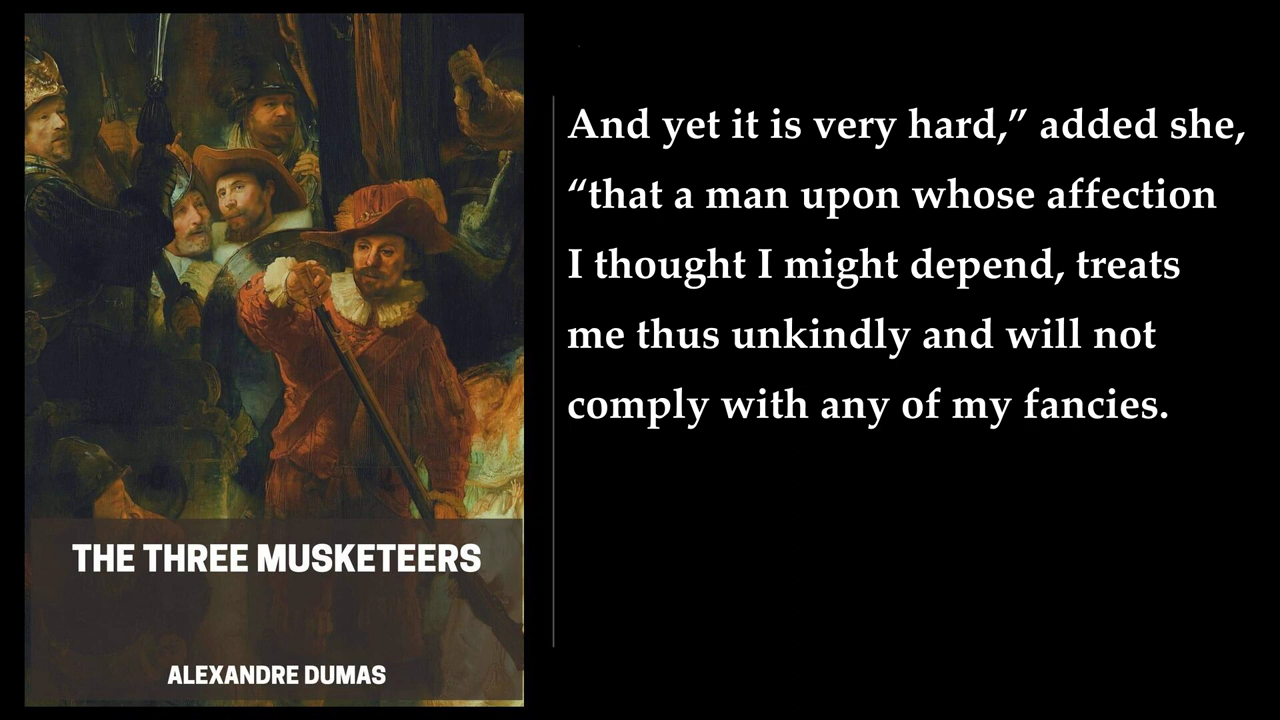 And yet it is very hard,” added she,
“that a man upon whose affection
I thought I might depend, treats
me thus unkindly and will not
comply with any of my fancies.
THE THREE MUSKETEERS
ALEXANDRE DUMAS